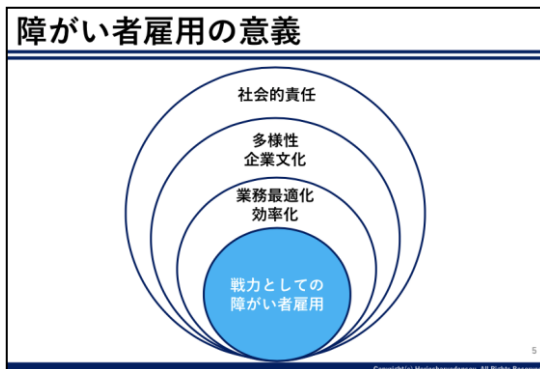 障がい者雇用の意義
社会的責任
多様性
企業文化
業務最適化
効率化
戦力としての
障がい者雇用
5